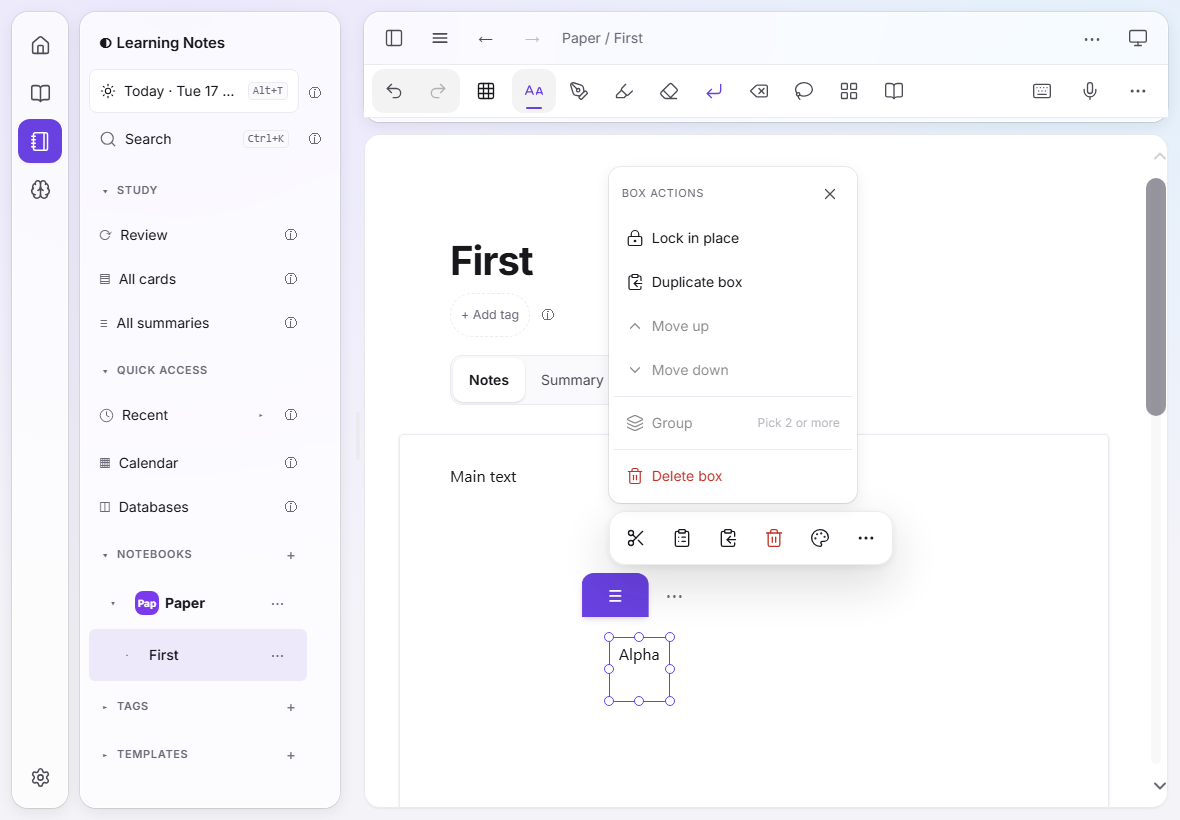 Learning Notes
Today · Tue 17 ... Alt+T
Search Ctrl+K
STUDY
Review
All cards
All summaries
QUICK ACCESS
Recent
Calendar
Databases
NOTEBOOKS +
Pap Paper ...
First ...
TAGS +
TEMPLATES +
Paper / First
AA
First
+ Add tag
Notes Summary
Main text
BOX ACTIONS
Lock in place
Duplicate box
Move up
Move down
Group Pick 2 or more
Delete box
Alpha